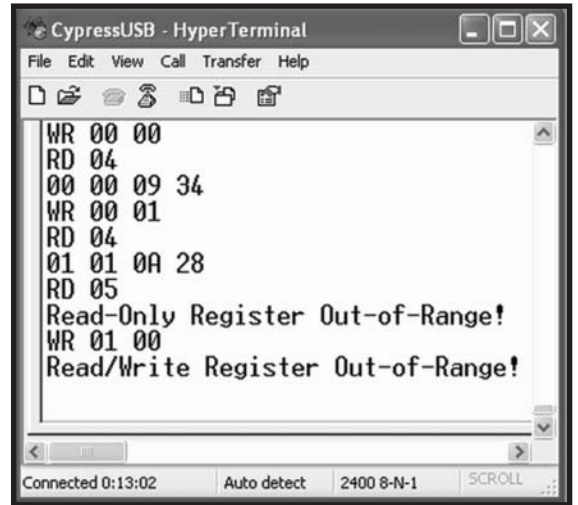 CypressUSB - HyperTerminal
File Edit View Call Transfer Help
WR 00 00
RD 04
00 00 09 34
WR 00 01
RD 04
01 01 0A 28
RD 05
Read-Only Register Out-of-Range!
WR 01 00
Read/Write Register Out-of-Range!
Connected 0:13:02 Auto detect 2400 8-N-1 SCROLL